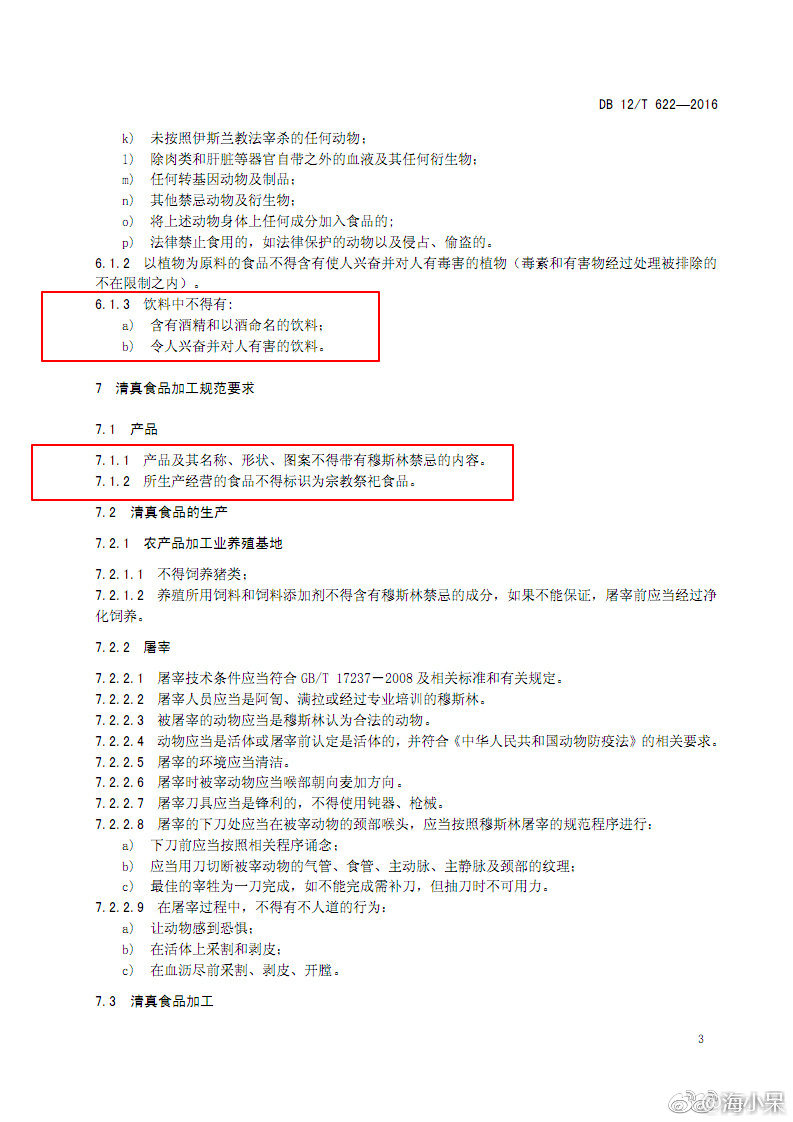 DB 12/T 622—2016
k) 未按照伊斯兰教法宰杀的任何动物;
l) 除肉类和肝脏等器官自带之外的血液及其任何衍生物;
m) 任何转基因动物及制品;
n) 其他禁忌动物及衍生物;
o) 将上述动物身体上任何成分加入食品的;
p) 法律禁止食用的，如法律保护的动物以及侵占、偷盗的。
6.1.2 以植物为原料的食品不得含有使人兴奋并对人有毒害的植物（毒素和有害物经过处理被排除的
不在限制之内）。
6.1.3 饮料中不得有:
a) 含有酒精和以酒命名的饮料;
b) 令人兴奋并对人有害的饮料。
7 清真食品加工规范要求
7.1 产品
7.1.1 产品及其名称、形状、图案不得带有穆斯林禁忌的内容。
7.1.2 所生产经营的食品不得标识为宗教祭祀食品。
7.2 清真食品的生产
7.2.1 农产品加工业养殖基地
7.2.1.1 不得饲养猪类;
7.2.1.2 养殖所用饲料和饲料添加剂不得含有穆斯林禁忌的成分，如果不能保证，屠宰前应当经过净
化饲养。
7.2.2 屠宰
7.2.2.1 屠宰技术条件应当符合 GB/T 17237－2008 及相关标准和有关规定。
7.2.2.2 屠宰人员应当是阿訇、满拉或经过专业培训的穆斯林。
7.2.2.3 被屠宰的动物应当是穆斯林认为合法的动物。
7.2.2.4 动物应当是活体或屠宰前认定是活体的，并符合《中华人民共和国动物防疫法》的相关要求。
7.2.2.5 屠宰的环境应当清洁。
7.2.2.6 屠宰时被宰动物应当喉部朝向麦加方向。
7.2.2.7 屠宰刀具应当是锋利的，不得使用钝器、枪械。
7.2.2.8 屠宰的下刀处应当在被宰动物的颈部喉头，应当按照穆斯林屠宰的规范程序进行:
a) 下刀前应当按照相关程序诵念;
b) 应当用刀切断被宰动物的气管、食管、主动脉、主静脉及颈部的纹理;
c) 最佳的宰牲为一刀完成，如不能完成需补刀，但抽刀时不可用力。
7.2.2.9 在屠宰过程中，不得有不人道的行为:
a) 让动物感到恐惧;
b) 在活体上采割和剥皮;
c) 在血沥尽前采割、剥皮、开膛。
7.3 清真食品加工
3
@海小呆